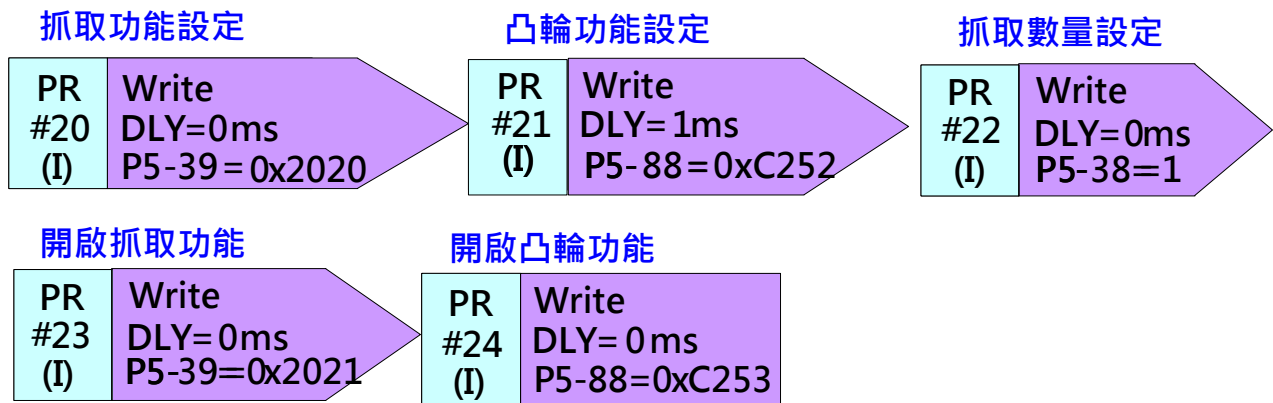 抓取功能設定
凸輪功能設定
抓取數量設定
PR
#20
(I)
Write
DLY=0ms
P5-39=0x2020
PR
#21
(I)
Write
DLY=1ms
P5-88=0xC252
PR
#22
(I)
Write
DLY=0ms
P5-38=1
開啟抓取功能
開啟凸輪功能
PR
#23
(I)
Write
DLY=0ms
P5-39=0x2021
PR
#24
(I)
Write
DLY=0ms
P5-88=0xC253